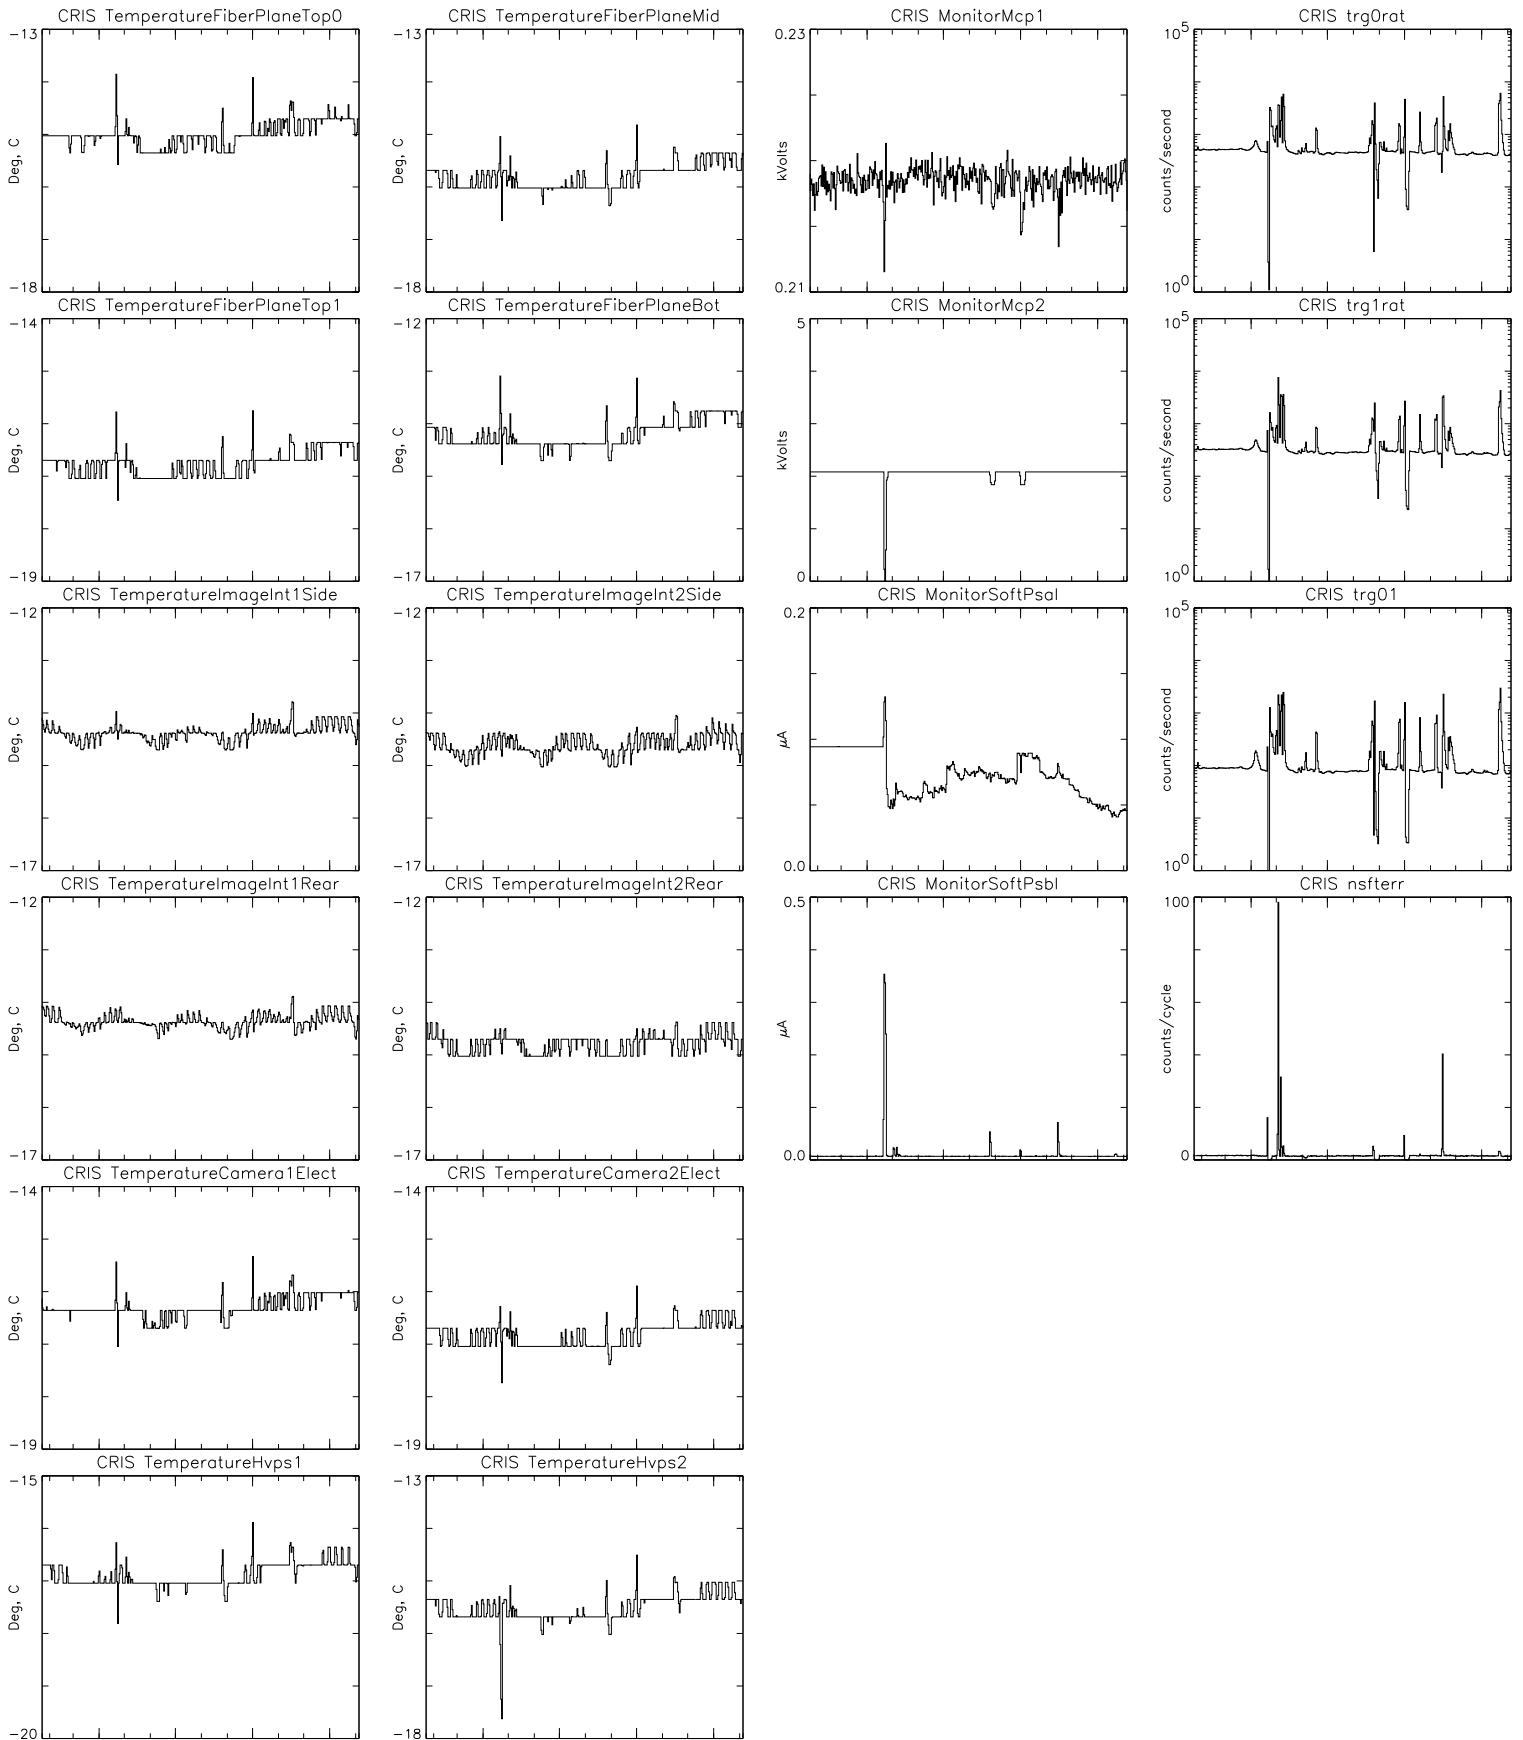 CRIS TemperatureFiberPlaneTop0
-13
Deg, C
-18
CRIS TemperatureFiberPlaneMid
-13
Deg, C
-18
CRIS MonitorMcp1
0.23
kVolts
0.21
CRIS trg0rat
10^5
counts/second
10^0
CRIS TemperatureFiberPlaneTop1
-14
Deg, C
-19
CRIS TemperatureFiberPlaneBot
-12
Deg, C
-17
CRIS MonitorMcp2
5
kVolts
0
CRIS trg1rat
10^5
counts/second
10^0
CRIS TemperatureImageInt1Side
-12
Deg, C
-17
CRIS TemperatureImageInt2Side
-12
Deg, C
-17
CRIS MonitorSoftPsaI
0.2
μA
0.0
CRIS trg01
10^5
counts/second
10^0
CRIS TemperatureImageInt1Rear
-12
Deg, C
-17
CRIS TemperatureImageInt2Rear
-12
Deg, C
-17
CRIS MonitorSoftPsbI
0.5
μA
0.0
CRIS nsfterr
100
counts/cycle
0
CRIS TemperatureCamera1Elect
-14
Deg, C
-19
CRIS TemperatureCamera2Elect
-14
Deg, C
-19
CRIS TemperatureHvps1
-15
Deg, C
-20
CRIS TemperatureHvps2
-13
Deg, C
-18